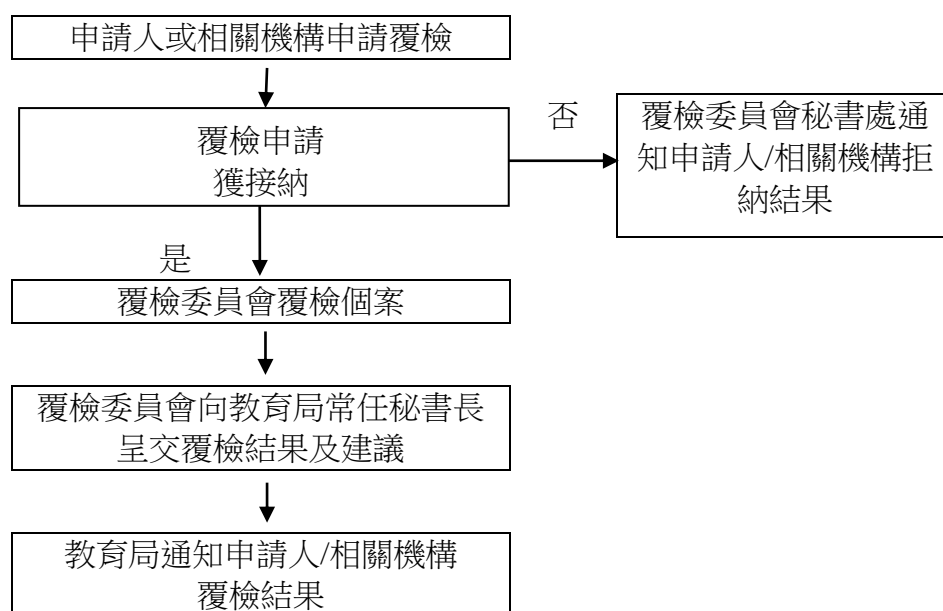 申請人或相關機構申請覆檢
覆檢申請
獲接納
否
覆檢委員會秘書處通
知申請人/相關機構拒
納結果
是
覆檢委員會覆檢個案
覆檢委員會向教育局常任秘書長
呈交覆檢結果及建議
教育局通知申請人/相關機構
覆檢結果